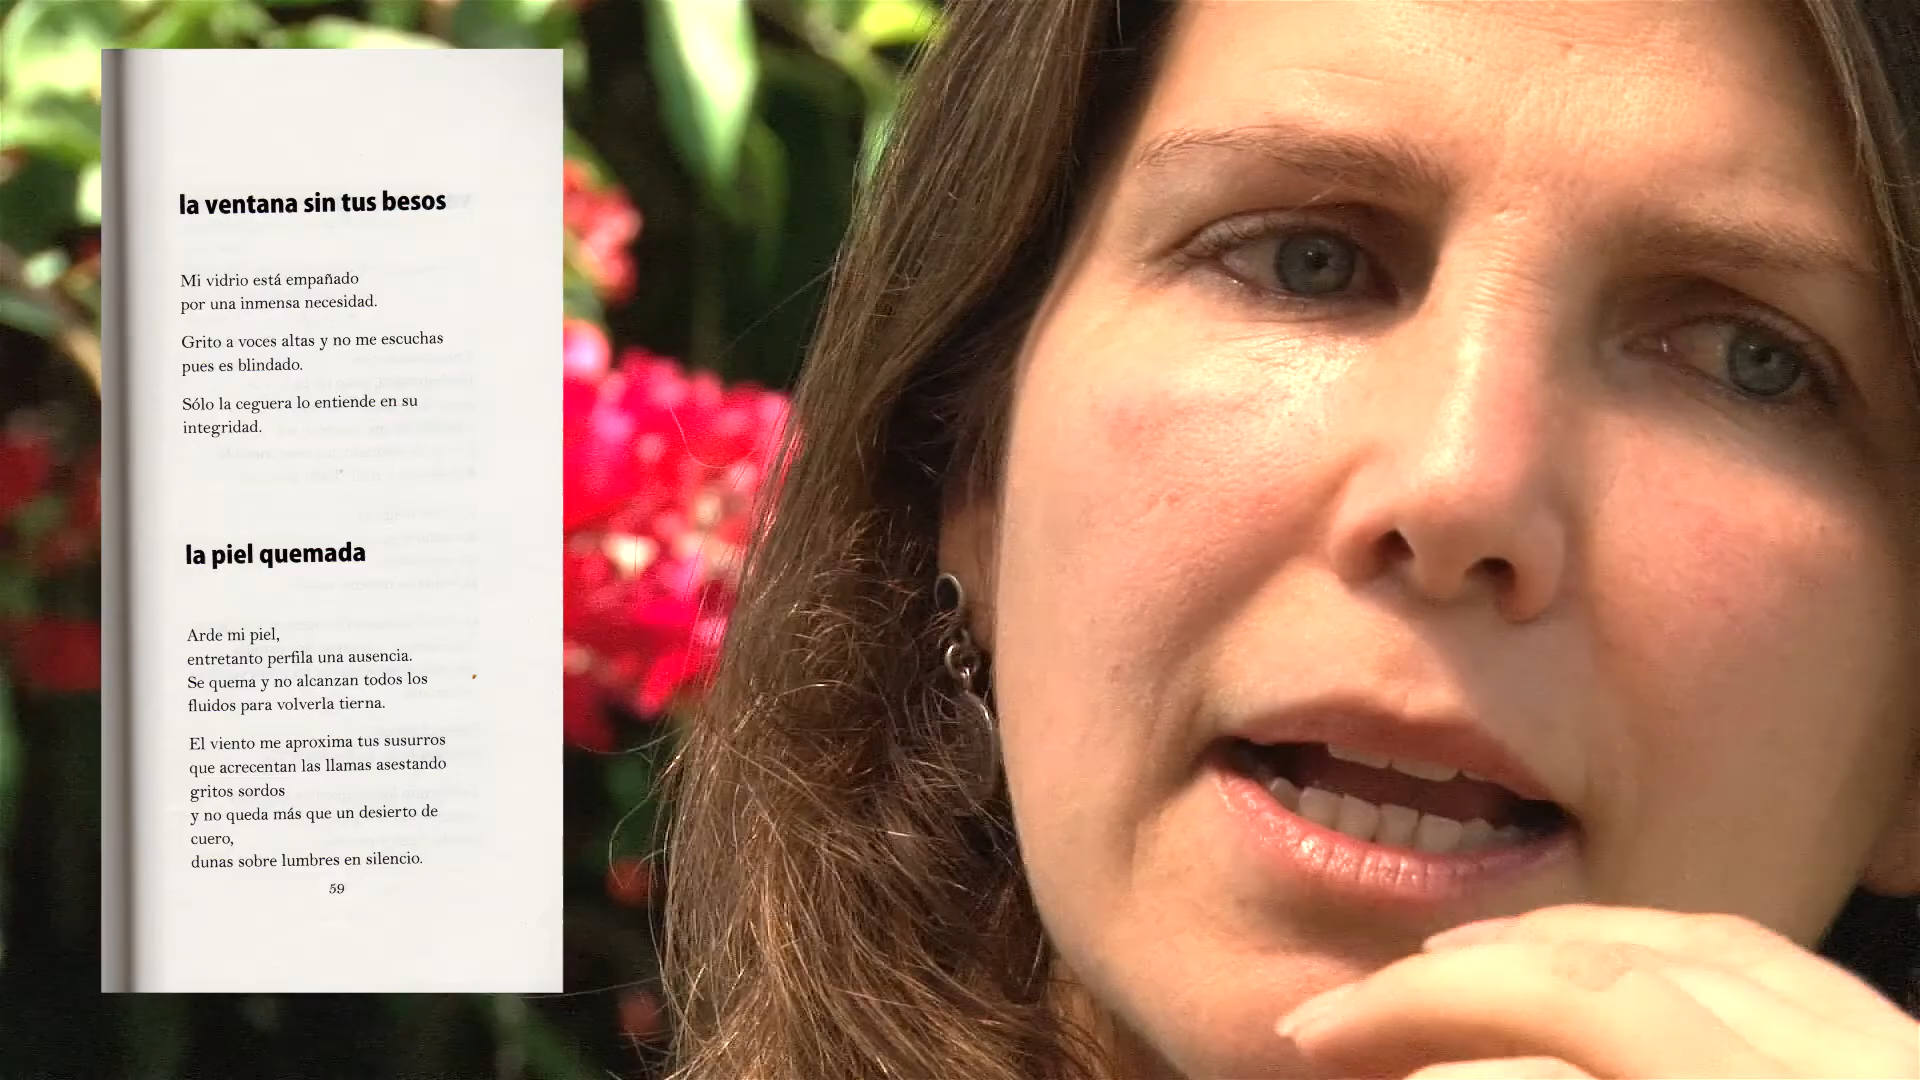 la ventana sin tus besos
Mi vidrio está empañado
por una inmensa necesidad.
Grito a voces altas y no me escuchas
pues es blindado.
Sólo la ceguera lo entiende en su
integridad.
la piel quemada
Arde mi piel,
entretanto perfila una ausencia.
Se quema y no alcanzan todos los
fluidos para volverla tierna.
El viento me aproxima tus susurros
que acrecentan las llamas asestando
gritos sordos
y no queda más que un desierto de
cuero,
dunas sobre lumbres en silencio.
59